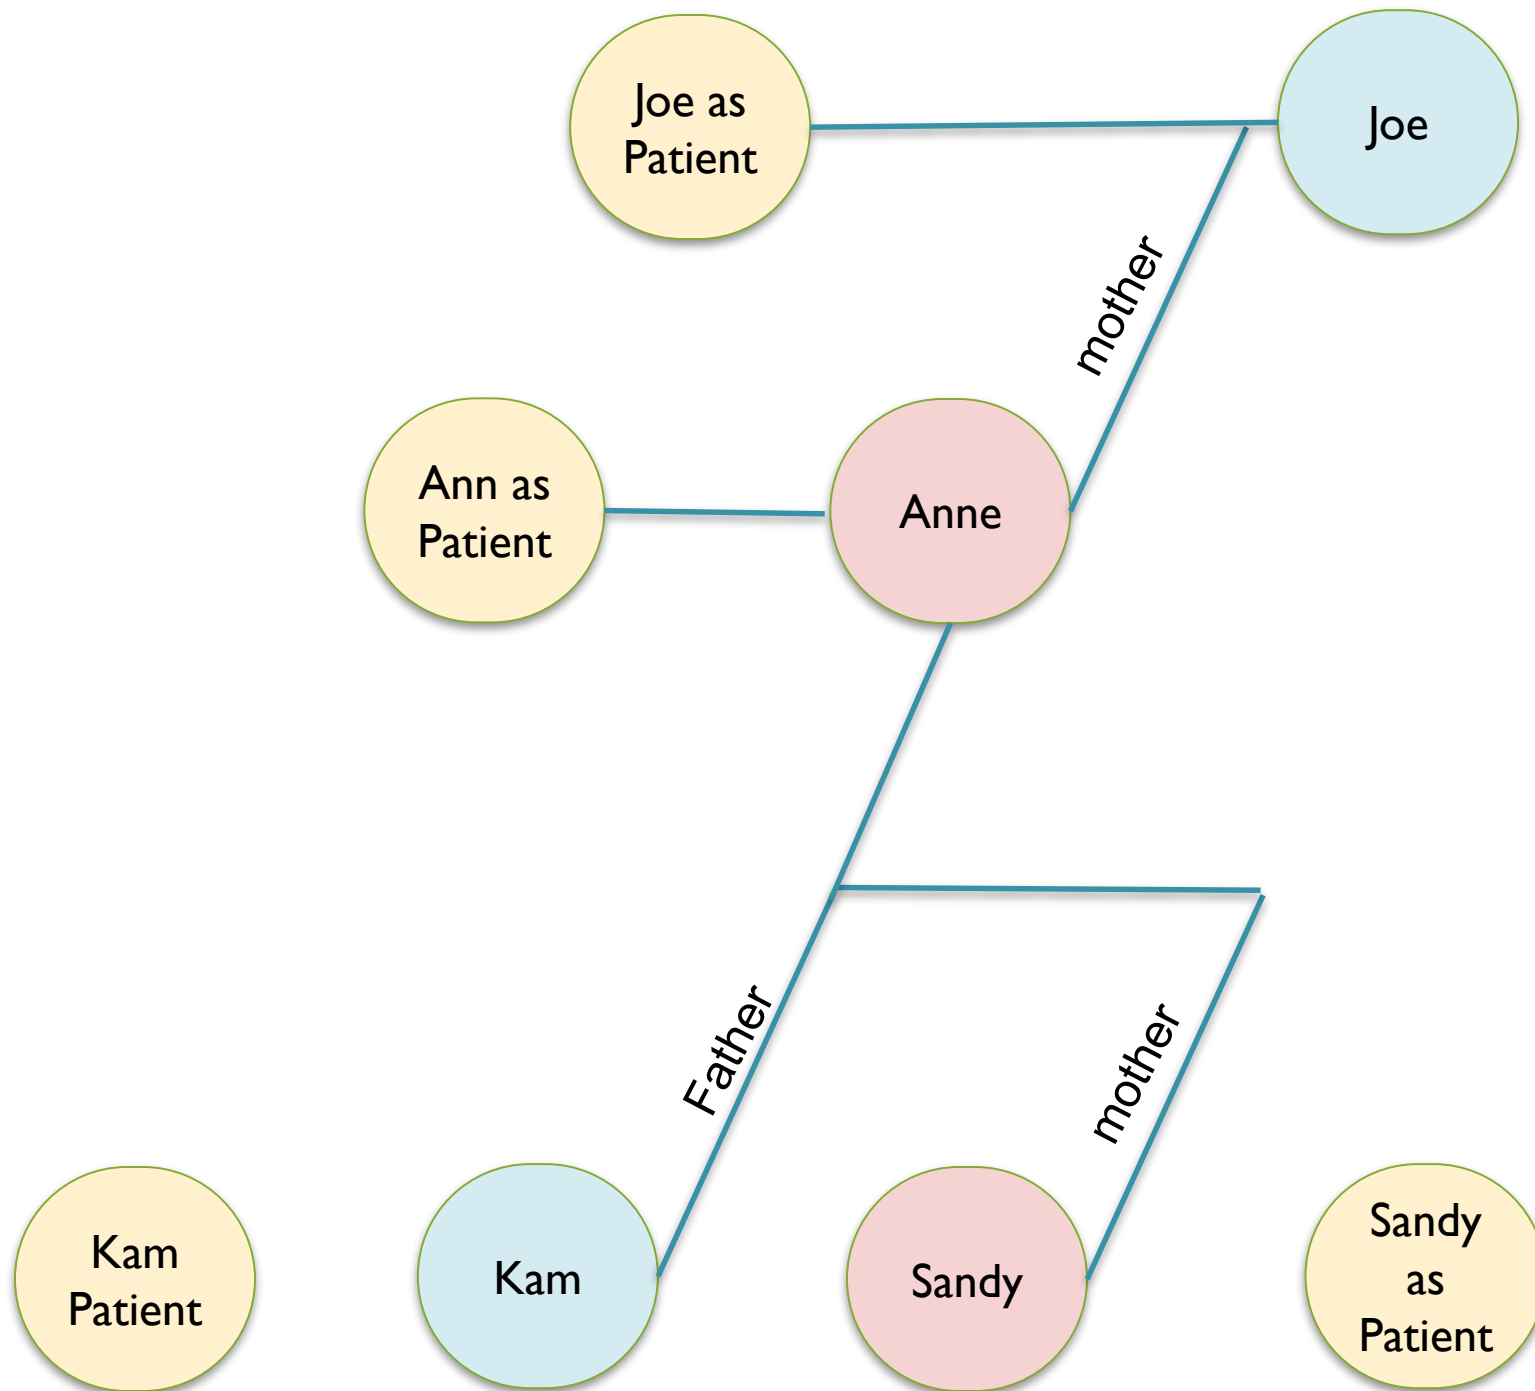 Joe as
Patient
Joe
mother
Ann as
Patient
Anne
Father
mother
Kam
Patient
Kam
Sandy
Sandy
as
Patient